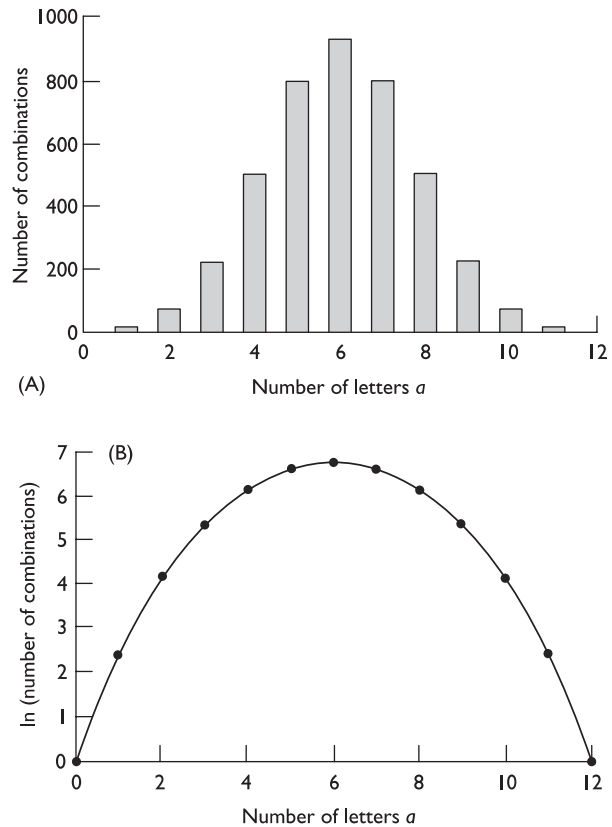 Number of combinations
1000
800
600
400
200
0
0 2 4 6 8 10 12
(A)
Number of letters a
(B)
ln (number of combinations)
7
6
5
4
3
2
1
0
0 2 4 6 8 10 12
Number of letters a